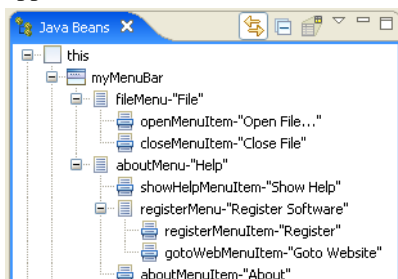 Java Beans
this
myMenuBar
fileMenu-"File"
openMenuItem-"Open File..."
closeMenuItem-"Close File"
aboutMenu-"Help"
showHelpMenuItem-"Show Help"
registerMenu-"Register Software"
registerMenuItem-"Register"
gotoWebMenuItem-"Goto Website"
aboutMenuItem-"About"